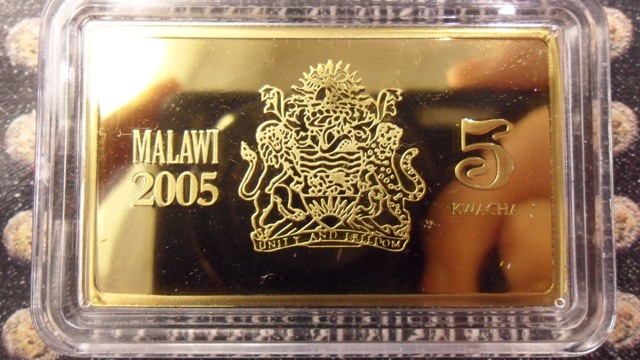 MALAWI
2005
5
KWACHA
UNITY AND FREEDOM